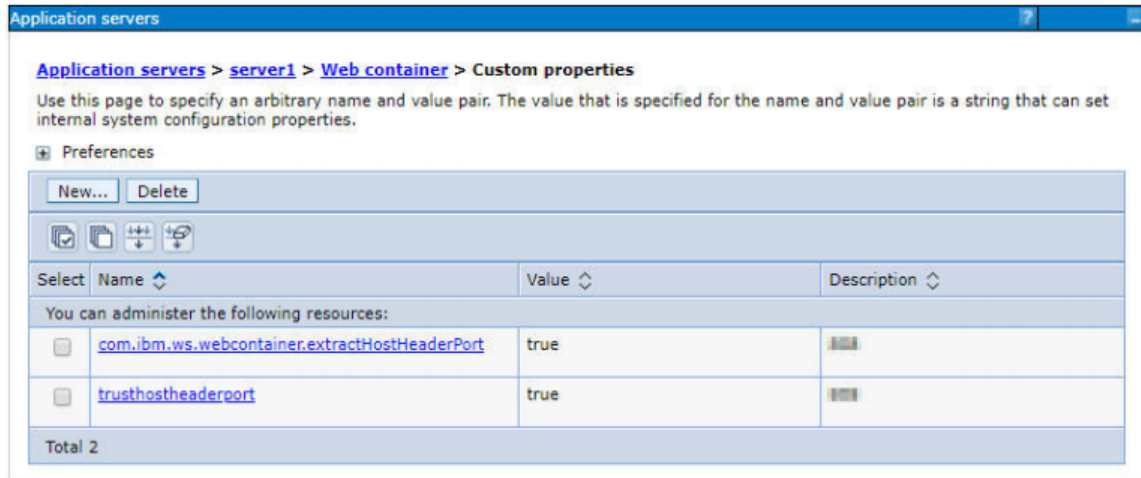 Application servers ?
Application servers > server1 > Web container > Custom properties
Use this page to specify an arbitrary name and value pair. The value that is specified for the name and value pair is a string that can set
internal system configuration properties.
Preferences
New... Delete
Select Name Value Description
You can administer the following resources:
com.ibm.ws.webcontainer.extractHostHeaderPort true
trusthostheaderport true
Total 2